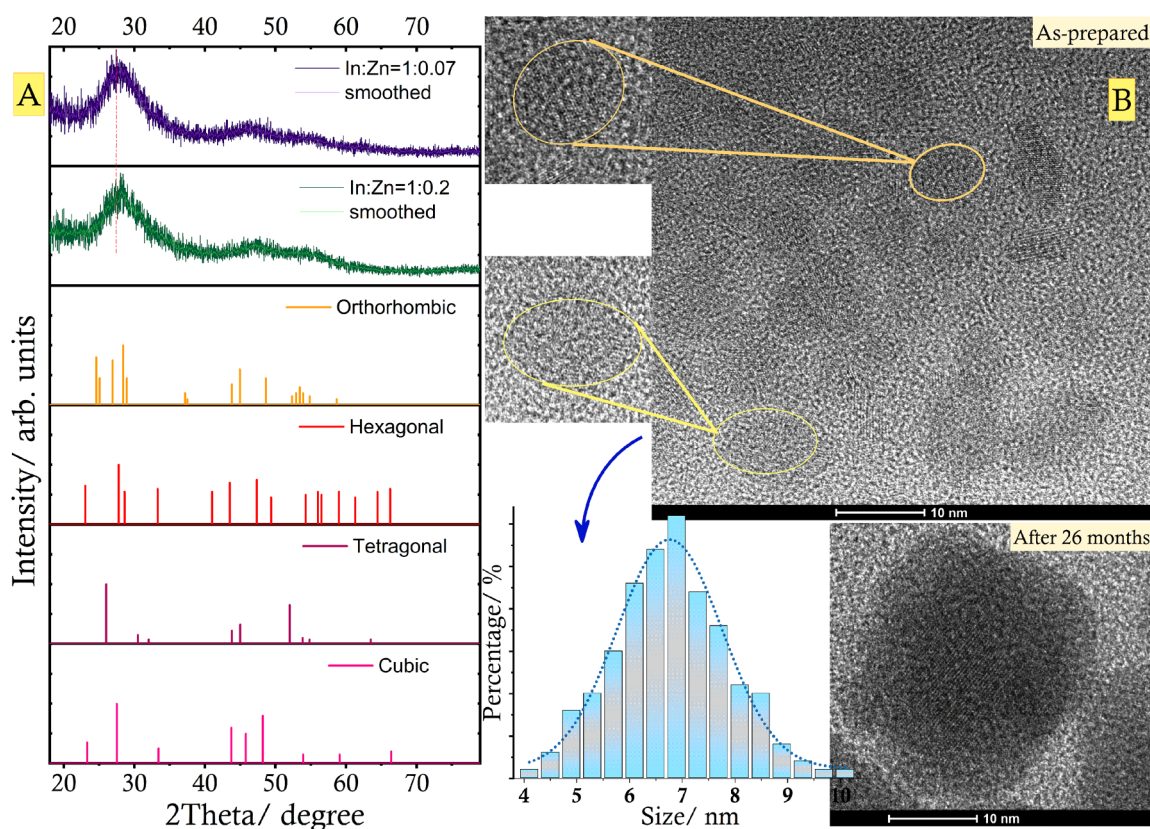 20 30 40 50 60 70
A
In:Zn=1:0.07
smoothed
In:Zn=1:0.2
smoothed
Orthorhombic
Hexagonal
Tetragonal
Cubic
Intensity/ arb. units
20 30 40 50 60 70
2Theta/ degree
As-prepared
B
10 nm
After 26 months
10 nm
Percentage/ %
4 5 6 7 8 9 10
Size/ nm